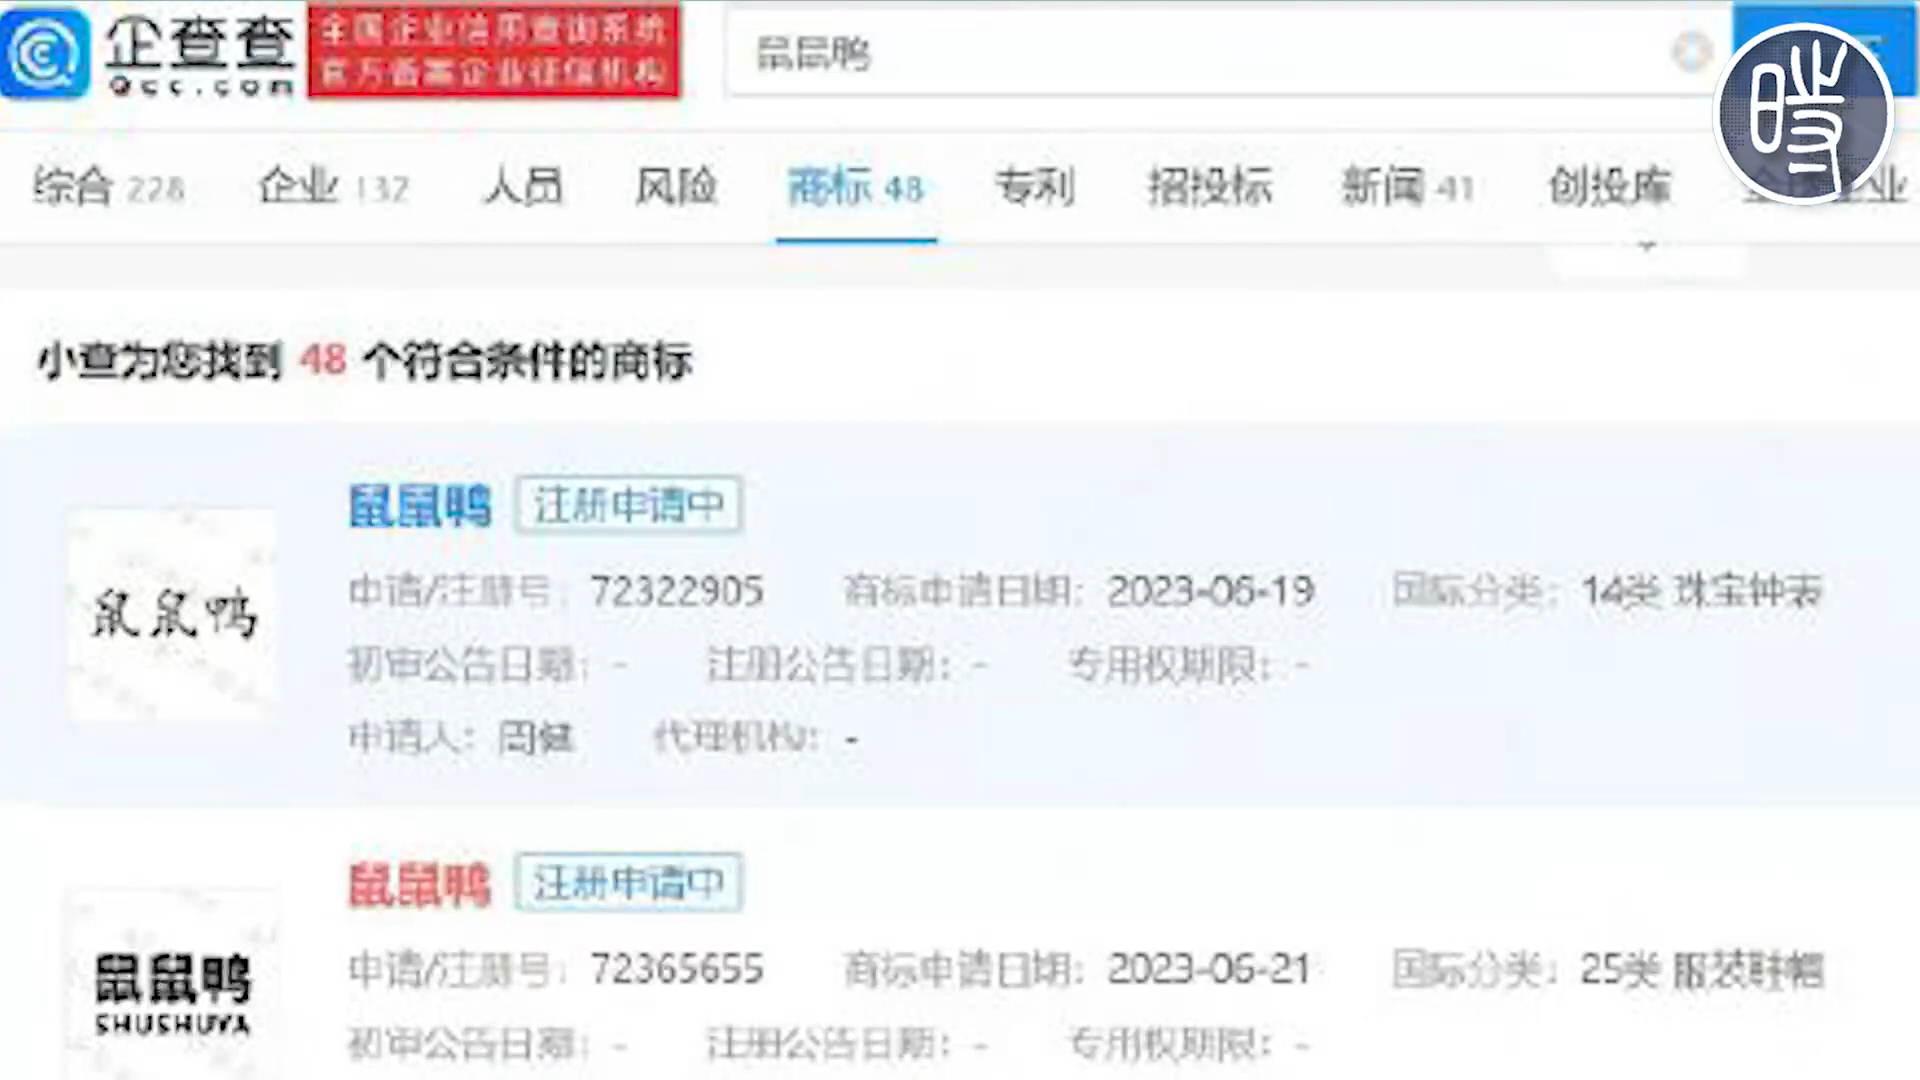 企查查
Qcc.com
全国企业信用查询系统
官方备案企业征信机构
鼠鼠鸭
综合 228 企业 132 人员 风险 商标 48 专利 招投标 新闻 41 创投库
小查为您找到 48 个符合条件的商标
鼠鼠鸭 注册申请中
鼠鼠鸭
申请/注册号: 72322905 商标申请日期: 2023-06-19 国际分类: 14类 珠宝钟表
初审公告日期: - 注册公告日期: - 专用权期限: -
申请人: 周健 代理机构: -
鼠鼠鸭 注册申请中
鼠鼠鸭
SHUSHUYA
申请/注册号: 72365655 商标申请日期: 2023-06-21 国际分类: 25类 服装鞋帽
初审公告日期: - 注册公告日期: - 专用权期限: -